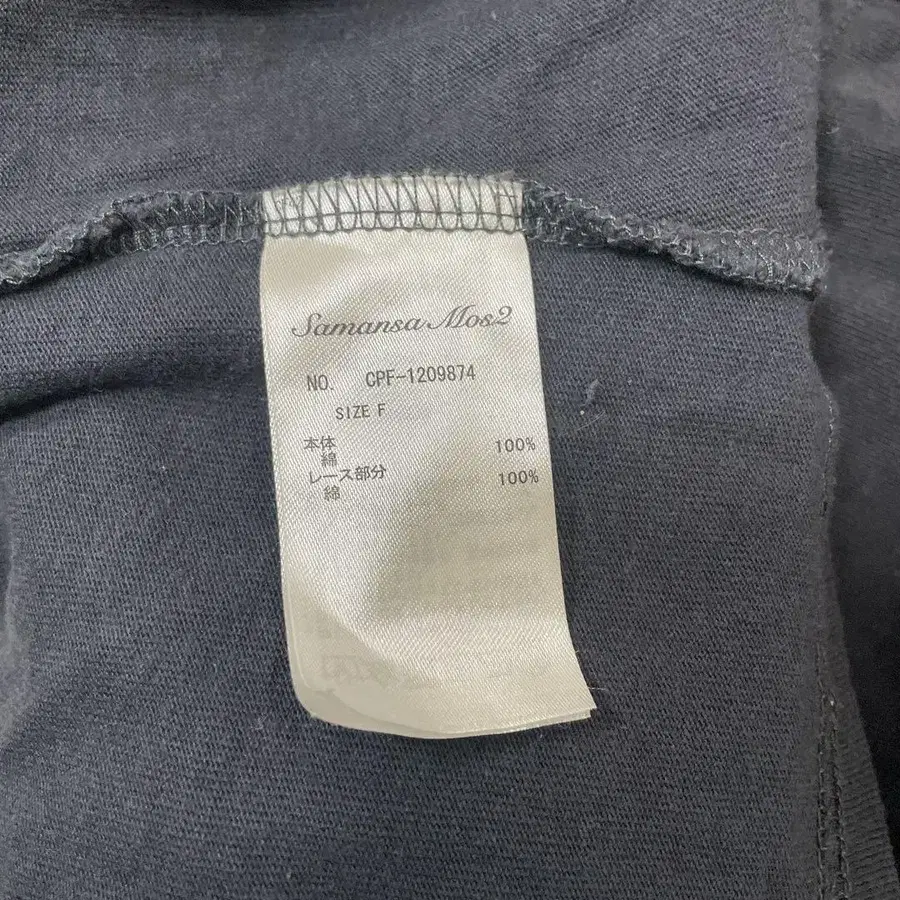 Samansa Mos2
NO. CPF-1209874
SIZE F
本体
綿 100%
レース部分
綿 100%